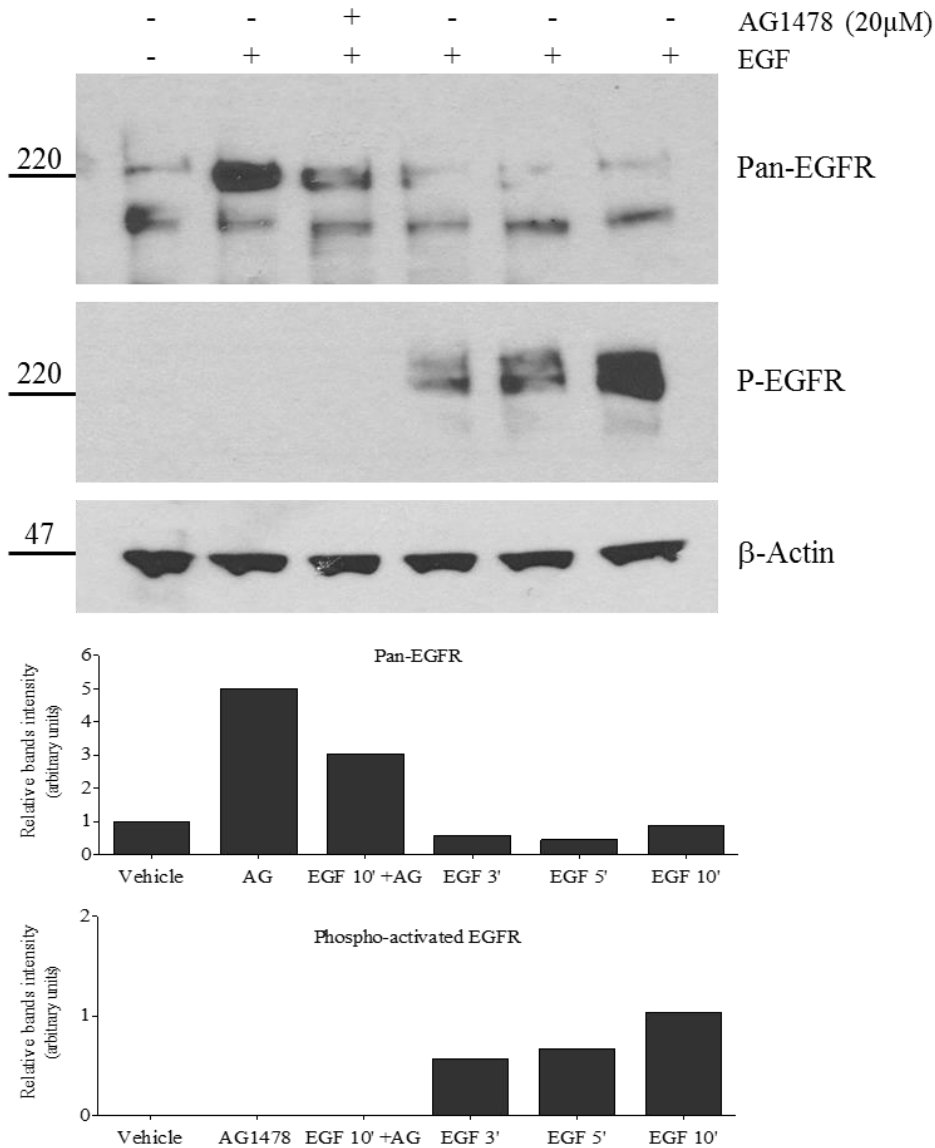 - - + - - - AG1478 (20μM)
- + + + + + EGF
220 Pan-EGFR
220 P-EGFR
47 β-Actin
Pan-EGFR
Relative bands intensity
(arbitrary units)
6
5
4
3
2
1
0
Vehicle AG EGF 10' +AG EGF 3' EGF 5' EGF 10'
Phospho-activated EGFR
Relative bands intensity
(arbitrary units)
2
1
0
Vehicle AG1478 EGF 10' +AG EGF 3' EGF 5' EGF 10'